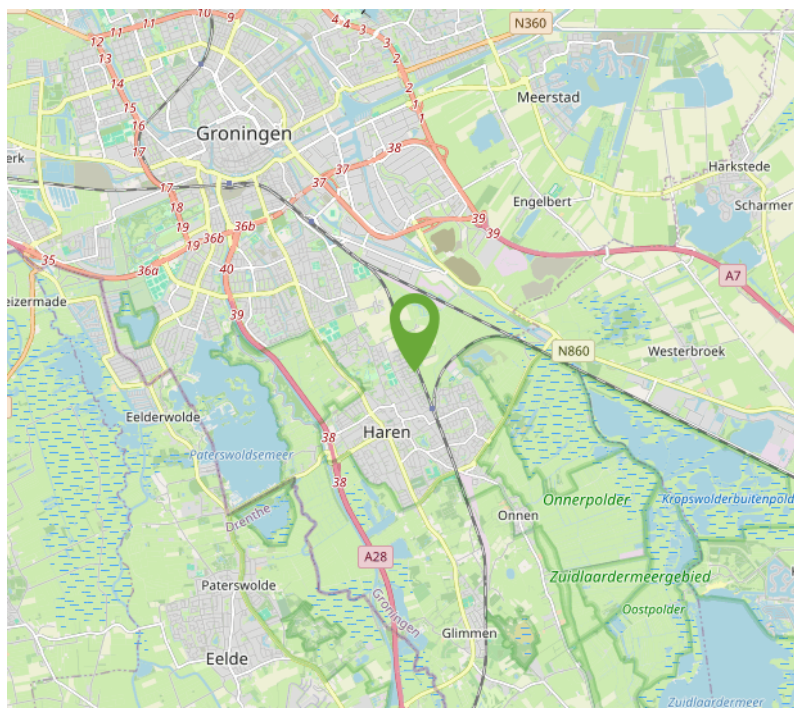 10
9
11
11
12
13
14
15
16
17
17
18
19
19
4
4
3
3
2
2
1
1
N360
Meerstad
Groningen
erk
37
38
37
Harkstede
Scharmer
Engelbert
39
39
36b
36b
35
36a
40
39
A7
eizermade
N860
Westerbroek
Eelderwolde
Haren
38
38
Paterswoldsemeer
Onnerpolder
Kropswolderbuitenpold
Onnen
Drenthe
A28
Zuidlaardermeergebied
Paterswolde
Oostpolder
Groningen
Glimmen
Eelde
Zuidlaardermeer